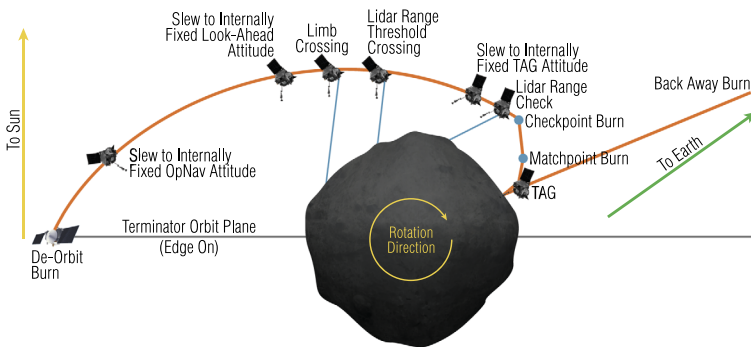 To Sun
De-Orbit
Burn
Slew to Internally
Fixed OpNav Attitude
Terminator Orbit Plane
(Edge On)
Slew to Internally
Fixed Look-Ahead
Attitude
Limb
Crossing
Lidar Range
Threshold
Crossing
Slew to Internally
Fixed TAG Attitude
Lidar Range
Check
Checkpoint Burn
Matchpoint Burn
TAG
Back Away Burn
To Earth
Rotation
Direction